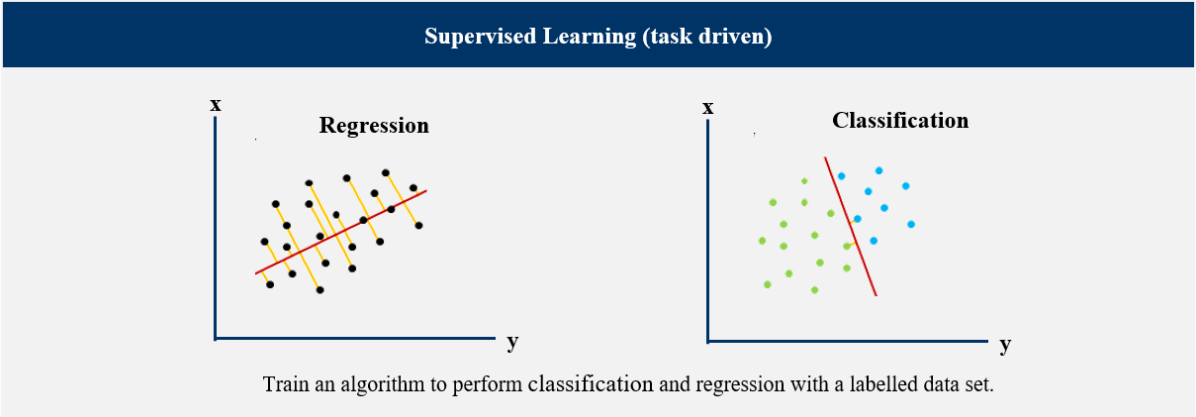 Supervised Learning (task driven)
x
Regression
y
x
Classification
y
Train an algorithm to perform classification and regression with a labelled data set.